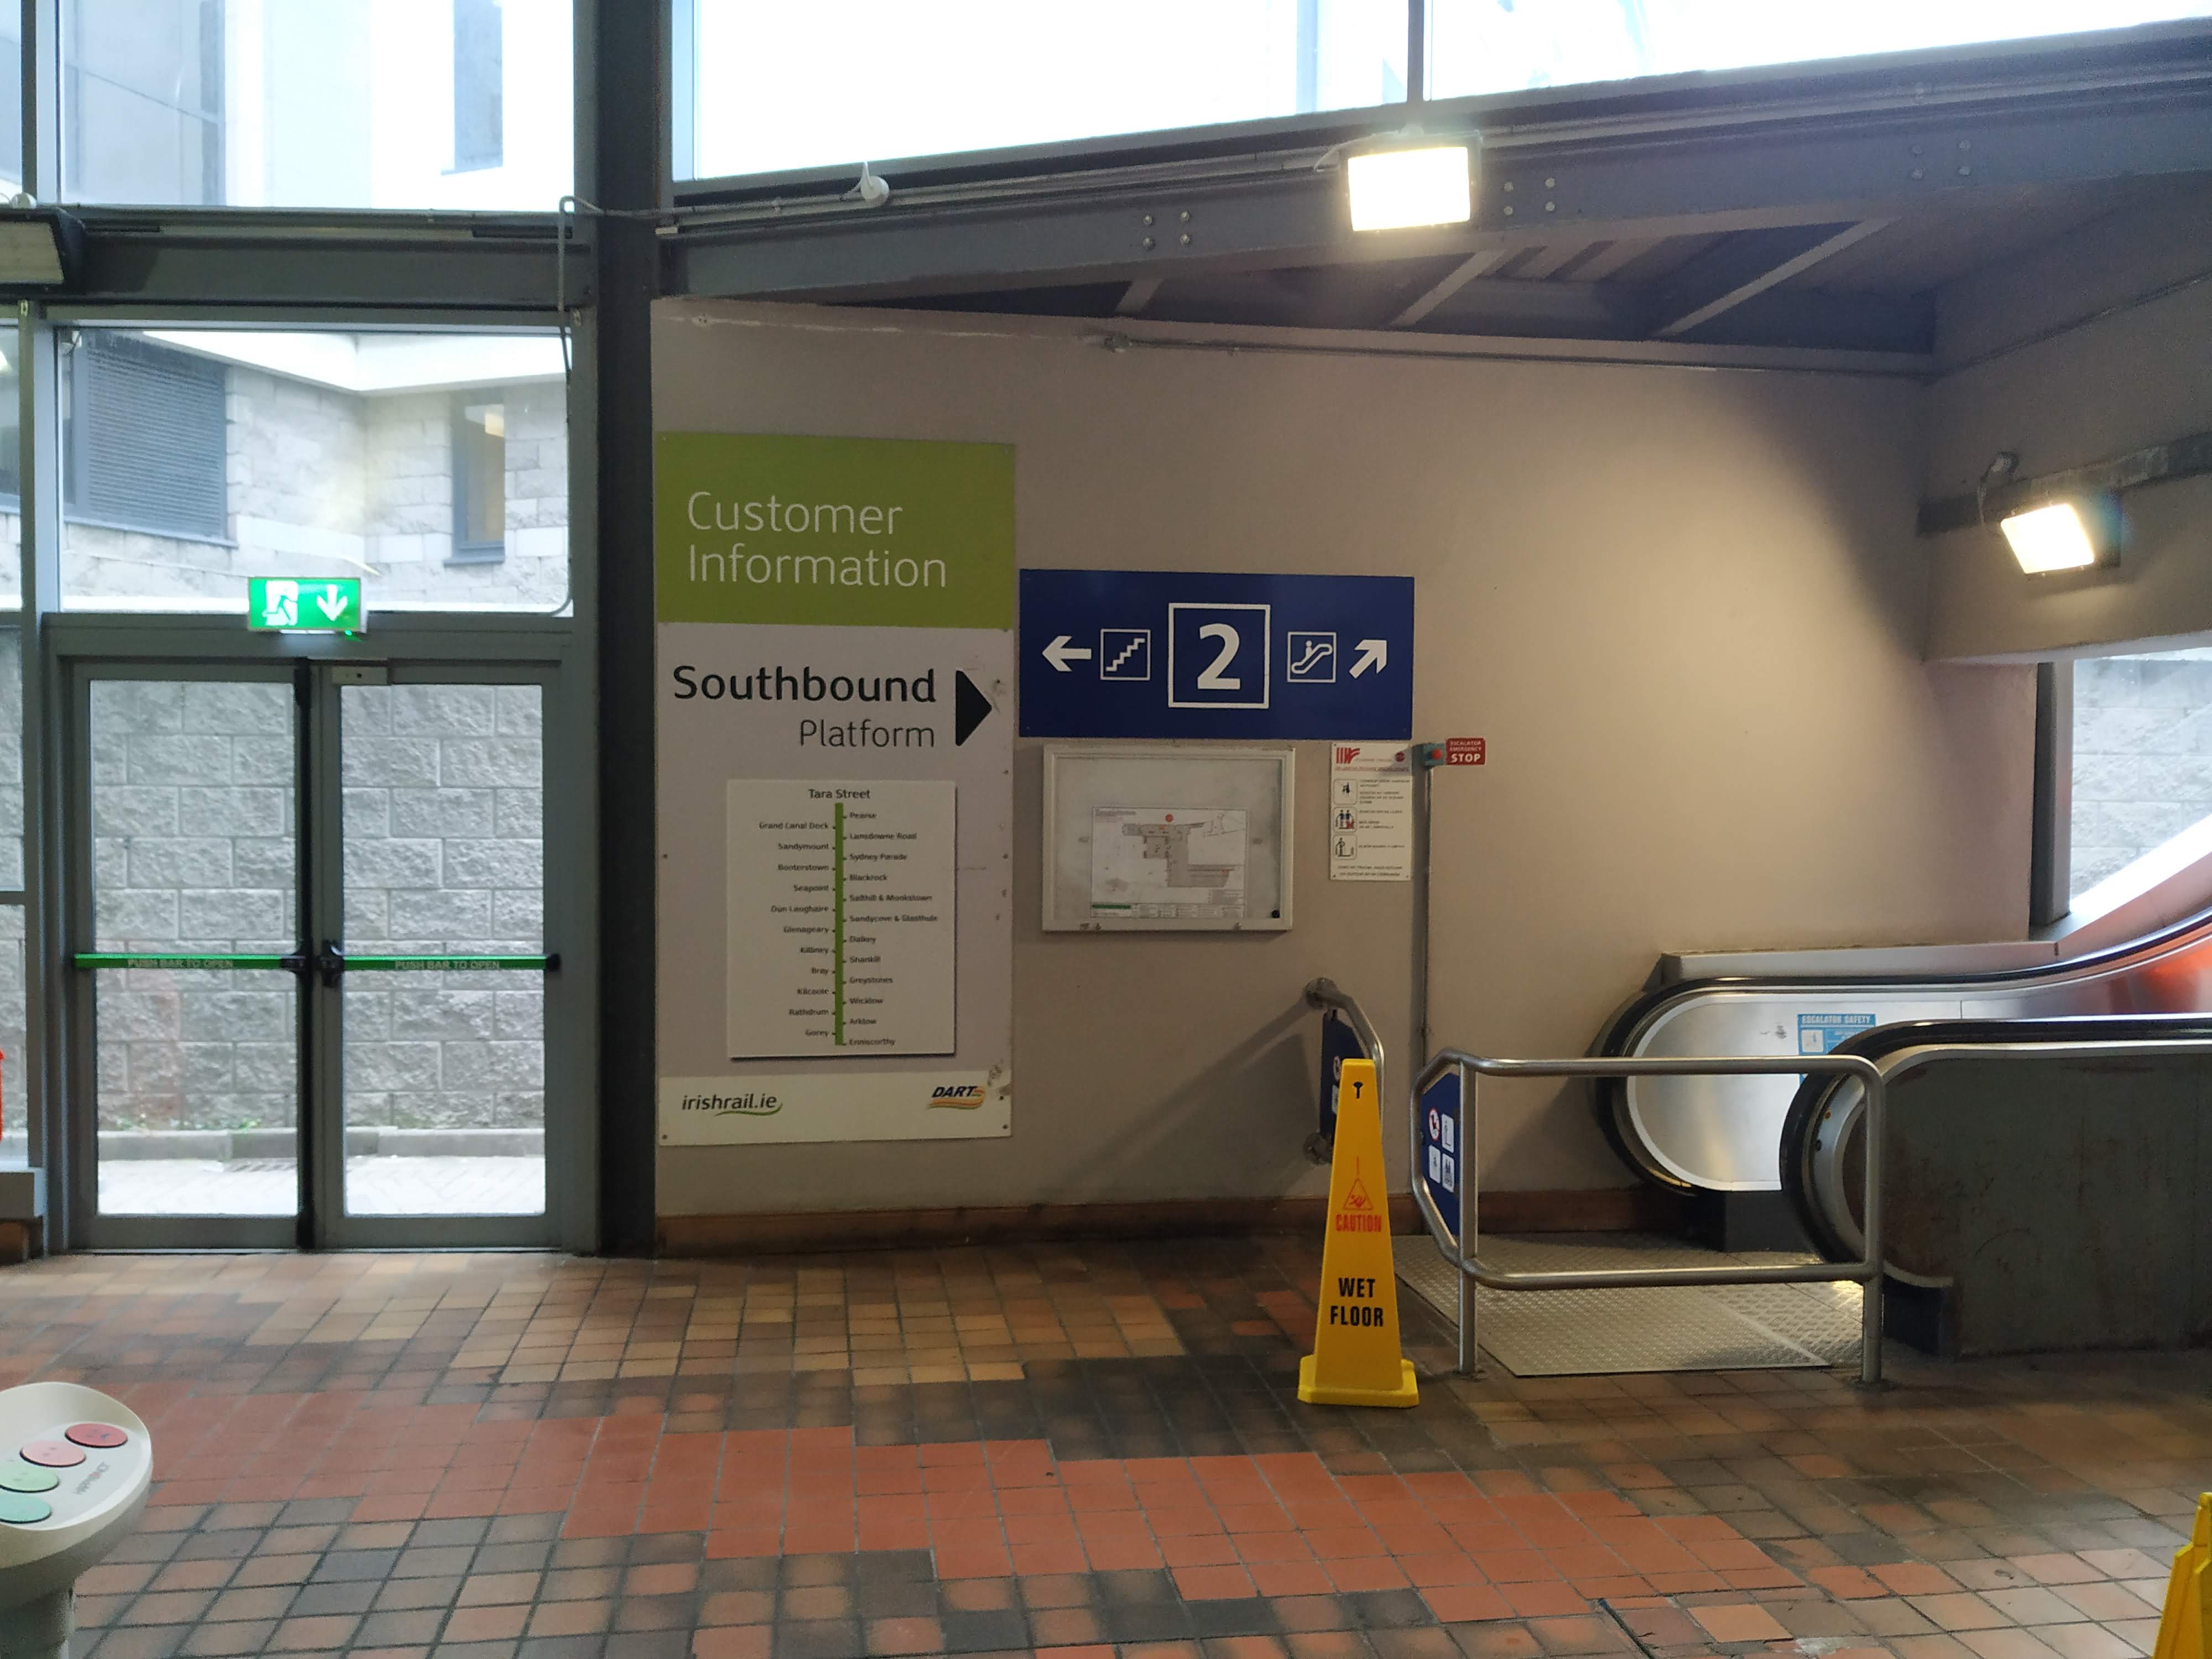 Customer
Information
Southbound
Platform
Tara Street
Pearse
Grand Canal Dock
Lansdowne Road
Sandymount
Sydney Parade
Booterstown
Blackrock
Seapoint
Salthill & Monkstown
Dún Laoghaire
Sandycove & Glasthule
Glenageary
Dalkey
Killiney
Shankill
Bray
Greystones
Kilcoole
Wicklow
Rathdrum
Arklow
Gorey
Enniscorthy
irishrail.ie
DART
2
ESCALATOR
EMERGENCY
STOP
PUSH BAR TO OPEN
PUSH BAR TO OPEN
ESCALATOR SAFETY
CAUTION
WET
FLOOR